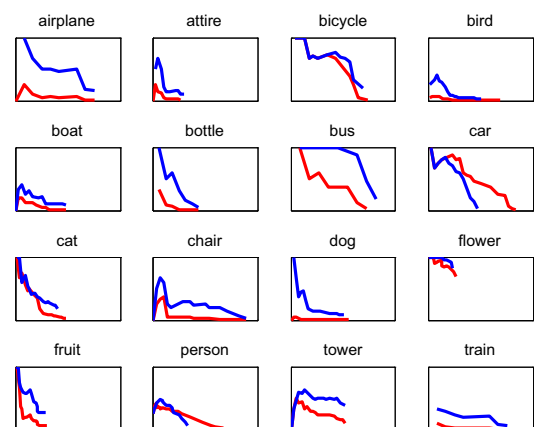 airplane attire bicycle bird
boat bottle bus car
cat chair dog flower
fruit person tower train